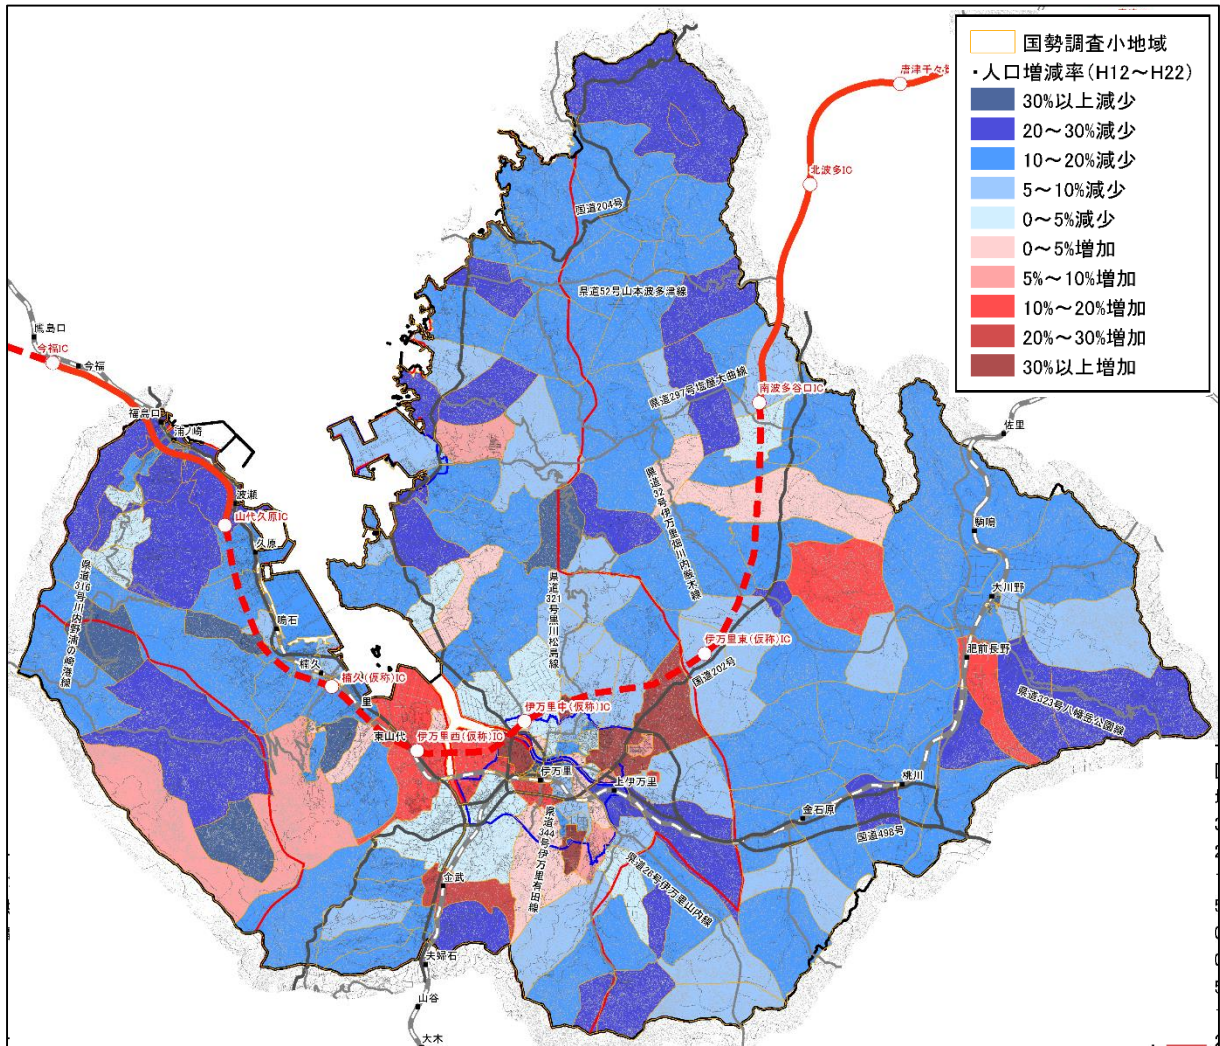 国勢調査小地域
・人口増減率(H12～H22)
30%以上減少
20～30%減少
10～20%減少
5～10%減少
0～5%減少
0～5%増加
5%～10%増加
10%～20%増加
20%～30%増加
30%以上増加
北波多IC
国道204号
県道52号山本波多津線
鷹島口
今福IC
今福
県道297号塩屋大曲線
南波多谷口IC
福島口
浦ノ崎
佐里
波瀬
山代久原IC
久原
駒鳴
県道316号川内野浦の崎港線
県道321号黒川松島線
大川野
鳴石
伊万里東(仮称)IC
肥前長野
国道202号
楠久
楠久(仮称)IC
県道323号八幡岳公園線
里
伊万里中(仮称)IC
東山代
伊万里西(仮称)IC
伊万里
上伊万里
桃川
金石原
国道498号
県道344号伊万里有田線
県道26号伊万里山内線
金武
夫婦石
山谷
大木